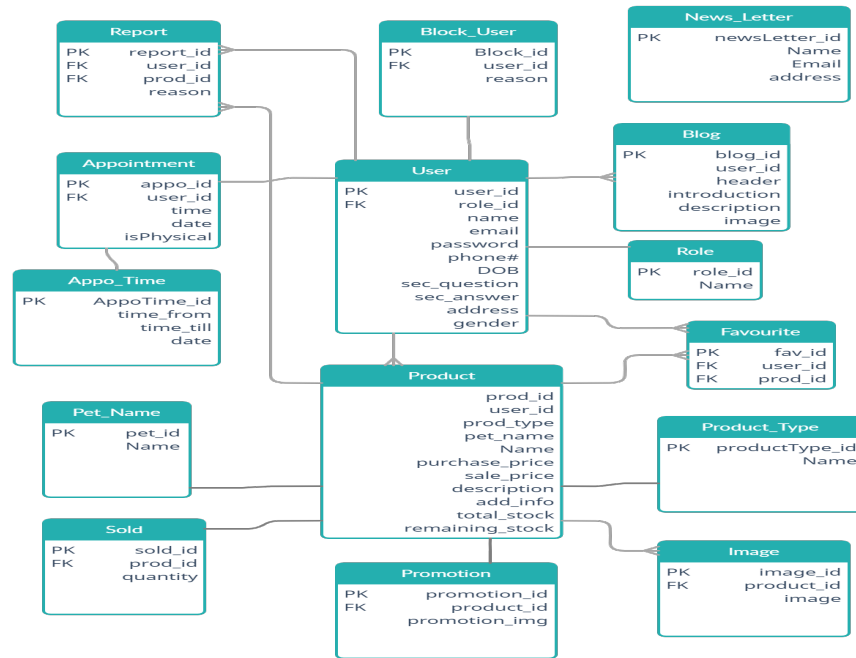 Report
PK report_id
FK user_id
FK prod_id
reason
Block_User
PK Block_id
FK user_id
reason
News_Letter
PK newsLetter_id
Name
Email
address
Appointment
PK appo_id
FK user_id
time
date
isPhysical
User
PK user_id
FK role_id
name
email
password
phone#
DOB
sec_question
sec_answer
address
gender
Blog
PK blog_id
user_id
header
introduction
description
image
Appo_Time
PK AppoTime_id
time_from
time_till
date
Role
PK role_id
Name
Favourite
PK fav_id
FK user_id
FK prod_id
Product
prod_id
user_id
prod_type
pet_name
Name
purchase_price
sale_price
description
add_info
total_stock
remaining_stock
Pet_Name
PK pet_id
Name
Product_Type
PK productType_id
Name
Sold
PK sold_id
FK prod_id
quantity
Promotion
PK promotion_id
FK product_id
promotion_img
Image
PK image_id
FK product_id
image